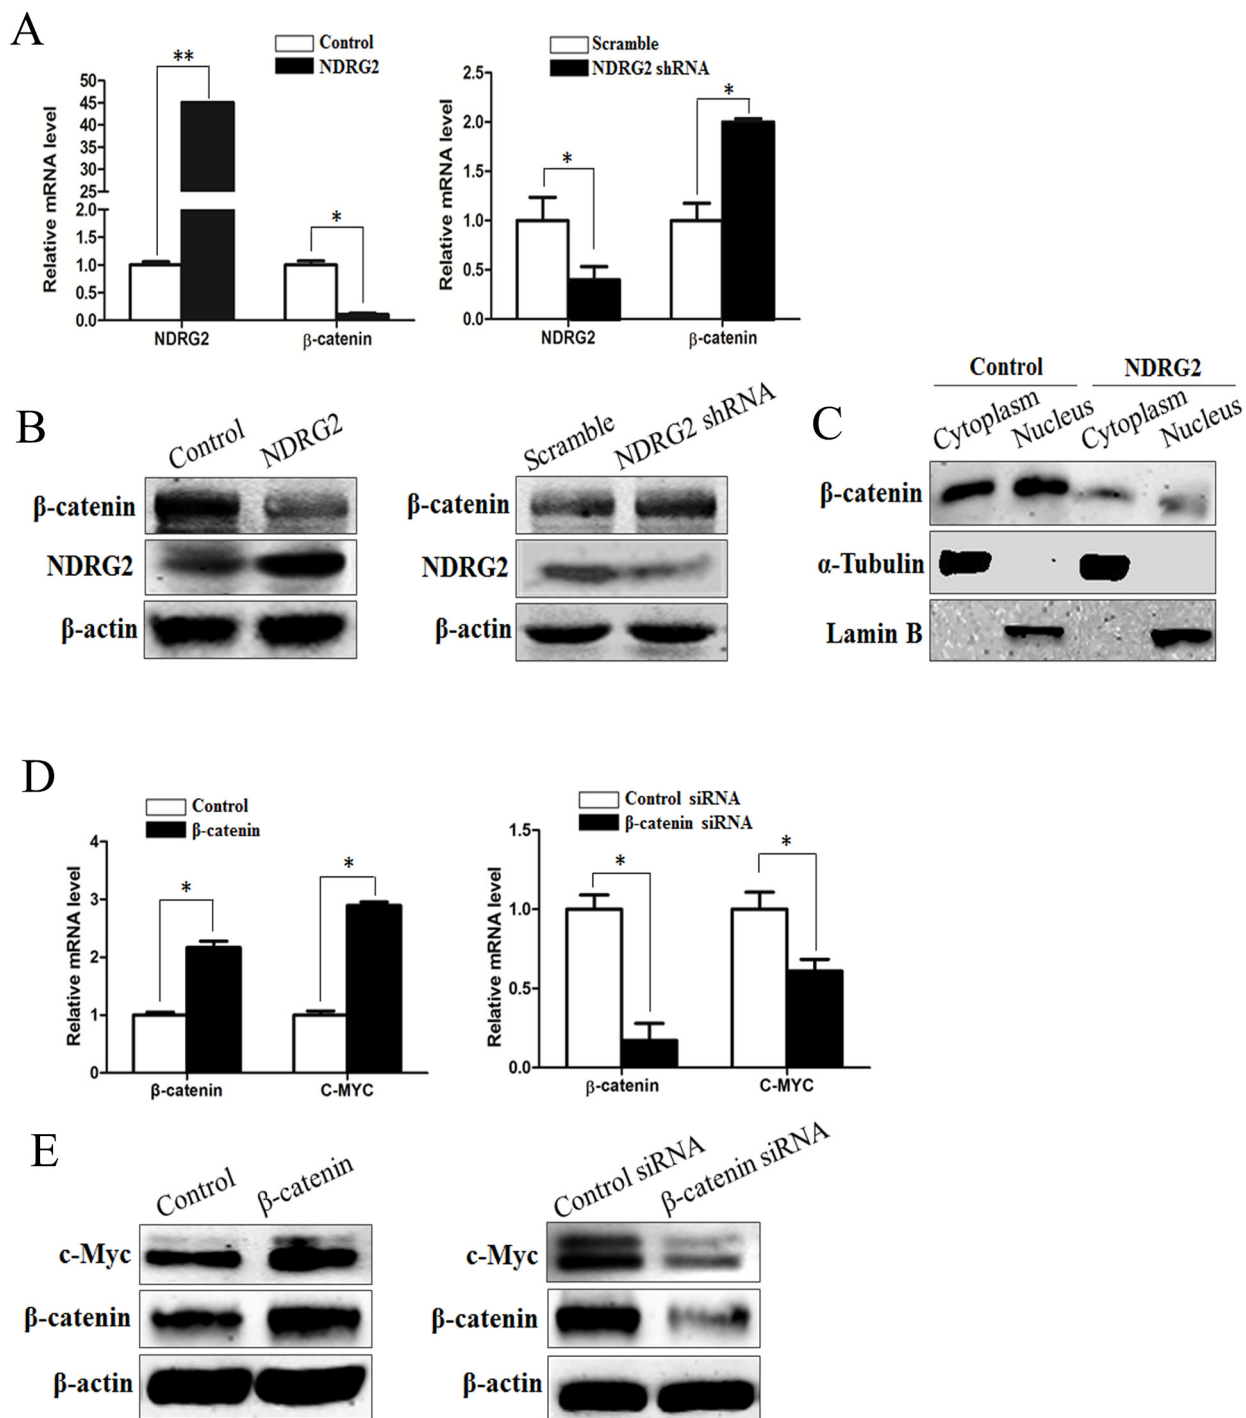 A
Control
NDRG2
**
*
Relative mRNA level
50
45
40
35
30
25
2.0
1.5
1.0
0.5
0.0
NDRG2
β-catenin
Scramble
NDRG2 shRNA
*
*
Relative mRNA level
2.5
2.0
1.5
1.0
0.5
0.0
NDRG2
β-catenin
B
Control
NDRG2
β-catenin
NDRG2
β-actin
Scramble
NDRG2 shRNA
β-catenin
NDRG2
β-actin
C
Control
NDRG2
Cytoplasm
Nucleus
Cytoplasm
Nucleus
β-catenin
α-Tubulin
Lamin B
D
Control
β-catenin
*
*
Relative mRNA level
4
3
2
1
0
β-catenin
C-MYC
Control siRNA
β-catenin siRNA
*
*
Relative mRNA level
1.5
1.0
0.5
0.0
β-catenin
C-MYC
E
Control
β-catenin
c-Myc
β-catenin
β-actin
Control siRNA
β-catenin siRNA
c-Myc
β-catenin
β-actin